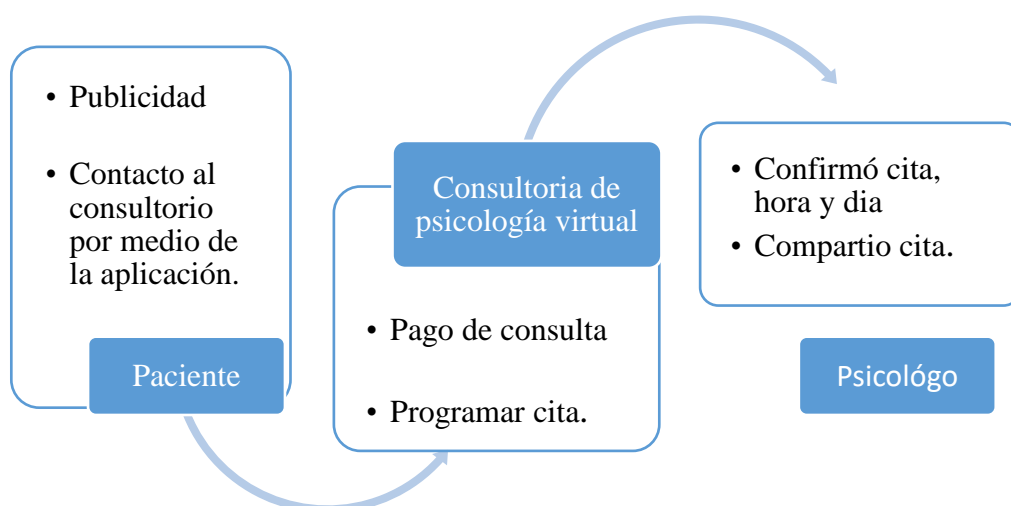 • Publicidad
• Contacto al
consultorio
por medio de
la aplicación.
Paciente
Consultoria de
psicología virtual
• Pago de consulta
• Programar cita.
• Confirmó cita,
hora y dia
• Compartio cita.
Psicológo